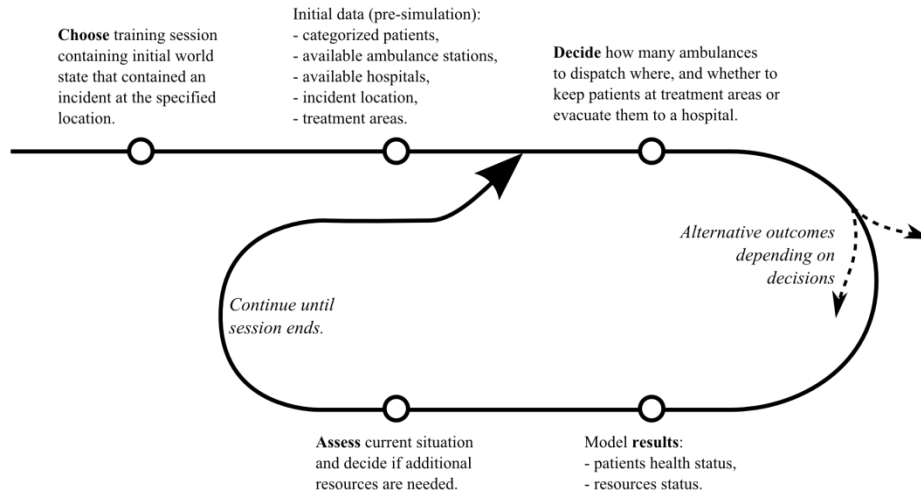 Choose training session
containing initial world
state that contained an
incident at the specified
location.
Initial data (pre-simulation):
- categorized patients,
- available ambulance stations,
- available hospitals,
- incident location,
- treatment areas.
Decide how many ambulances
to dispatch where, and whether to
keep patients at treatment areas or
evacuate them to a hospital.
Alternative outcomes
depending on
decisions
Continue until
session ends.
Assess current situation
and decide if additional
resources are needed.
Model results:
- patients health status,
- resources status.